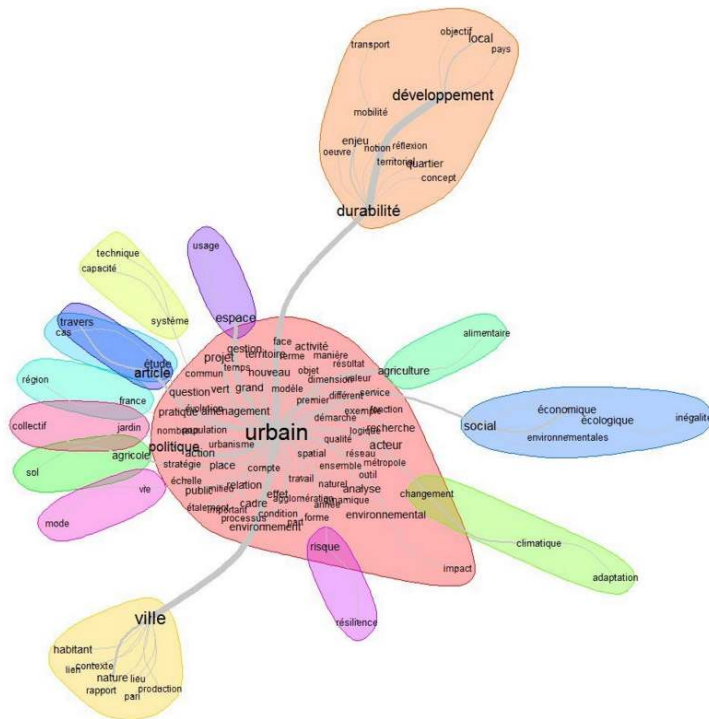 transport
objectif
local
pays
développement
mobilité
enjeu
oeuvre
notion
réflexion
territorial
quartier
concept
durabilité
technique
capacité
système
usage
espace
travers
cas
étude
article
région
france
collectif
jardin
sol
agricole
mode
alimentaire
agriculture
social
économique
écologique
inégalité
environnementales
changement
climatique
adaptation
gestion
face
activité
projet
territoire
terme
manière
commun
temps
nouveau
objet
résultat
dimension
valeur
question
vert
grand
modèle
évolution
premier
différent
service
pratique
aménagement
démarche
exemple
fonction
nombreux
population
urbain
logique
recherche
politique
action
urbanisme
qualité
acteur
stratégie
place
compte
spatial
réseau
ensemble
métropole
échelle
relation
travail
naturel
outil
public
milieu
effet
analyse
agglomération
dynamique
étalement
important
cadre
année
condition
environnemental
processus
part
forme
environnement
risque
impact
résilience
ville
habitant
lien
contexte
nature
lieu
rapport
production